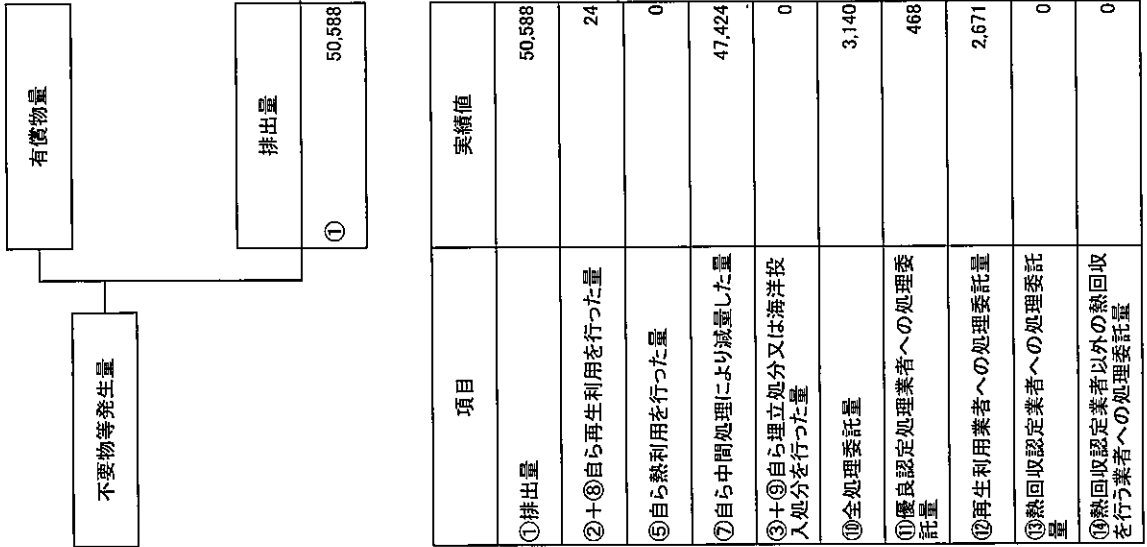 不要物等発生量
有償物量
排出量
① 50,588
項目 実績値
①排出量 50,588
②+⑧自ら再生利用を行った量 24
⑤自ら熱利用を行った量 0
⑦自ら中間処理により減量した量 47,424
③+⑨自ら埋立処分又は海洋投
入処分を行った量 0
⑩全処理委託量 3,140
⑪優良認定処理業者への処理委
託量 468
⑫再生利用業者への処理委託量 2,671
⑬熱回収認定業者への処理委託
量 0
⑭熱回収認定業者以外の熱回収
を行う業者への処理委託量 0